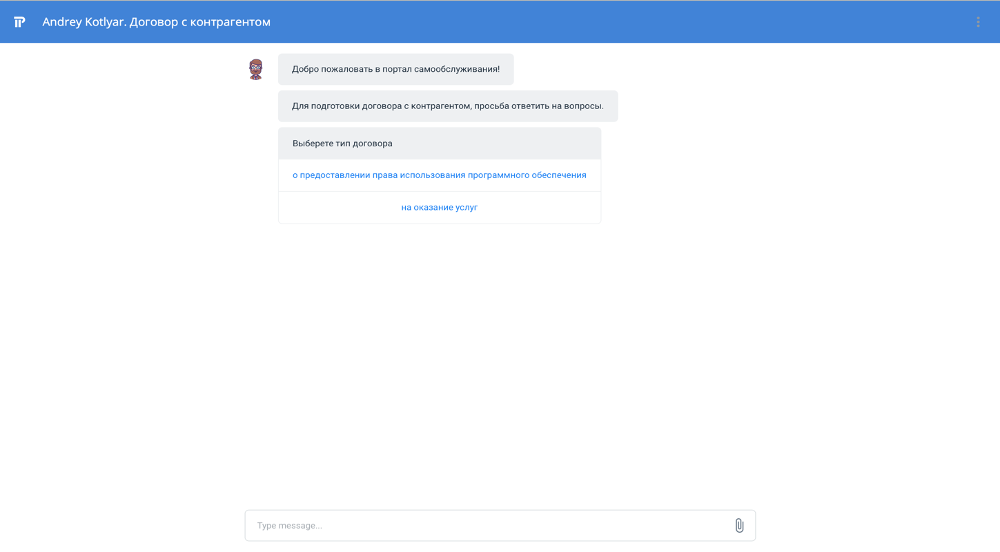 Andrey Kotlyar. Договор с контрагентом
Добро пожаловать в портал самообслуживания!
Для подготовки договора с контрагентом, просьба ответить на вопросы.
Выберете тип договора
о предоставлении права использования программного обеспечения
на оказание услуг
Type message...